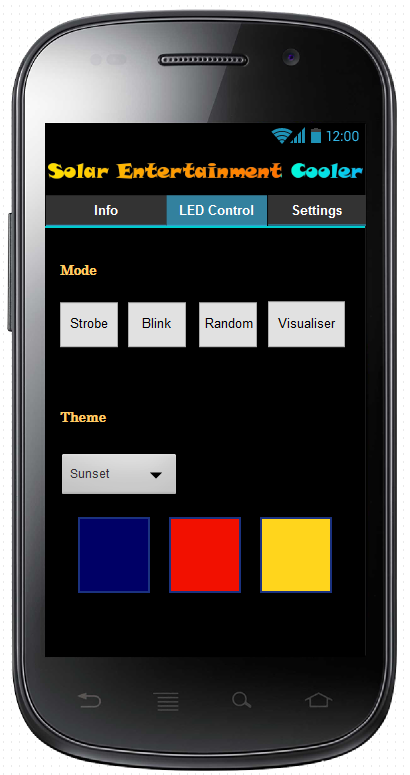 12:00
Solar Entertainment Cooler
Info LED Control Settings
Mode
Strobe Blink Random Visualiser
Theme
Sunset